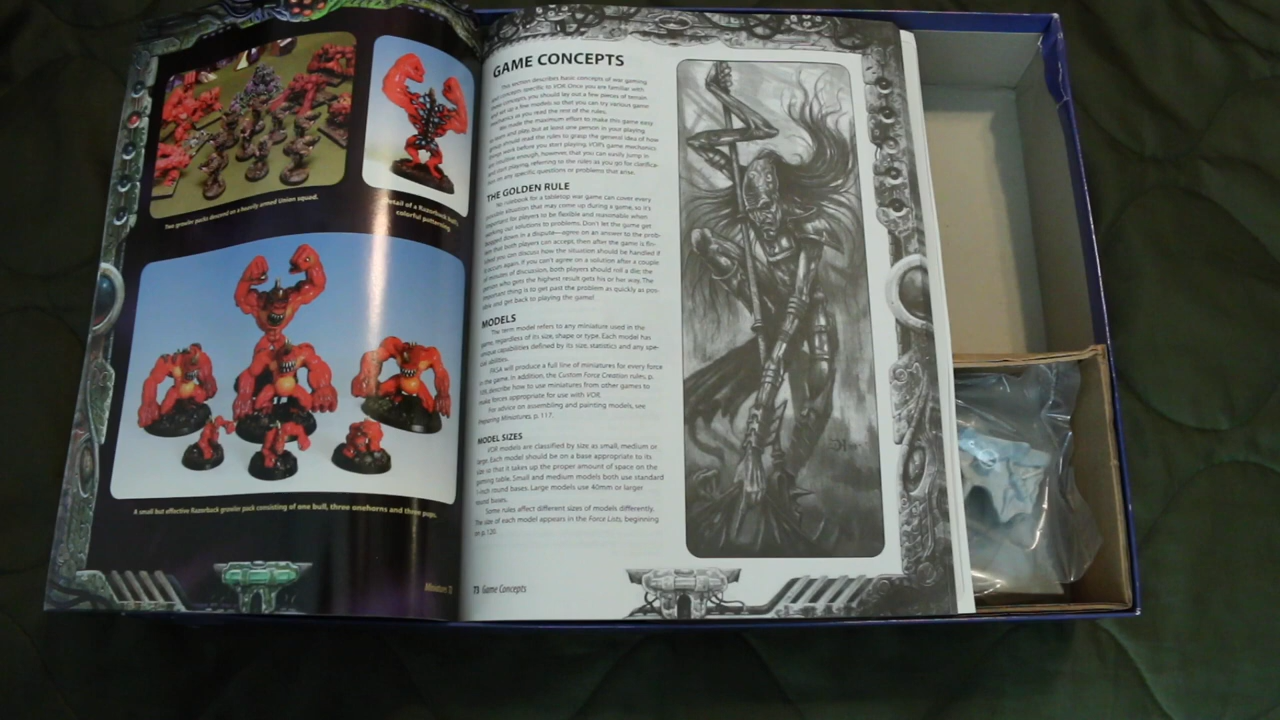 Two growler packs descend on a heavily armed Union squad.
Detail of a Razorback bull's
colorful patterning
A small but effective Razorback growler pack consisting of one bull, three onehorns and three pups.
Miniatures
GAME CONCEPTS
This section describes basic concepts of war gaming
and concepts specific to VOR. Once you are familiar with
these concepts, you should lay out a few pieces of terrain
and set up a few models so that you can try various game
mechanics as you read the rest of the rules.
We made the maximum effort to make this game easy
to learn and play, but at least one person in your playing
group should read the rules to grasp the general idea of how
things work before you start playing. VOR's game mechanics
are intuitive enough, however, that you can easily jump in
and start playing, referring to the rules as you go for clarifica-
tion on any specific questions or problems that arise.
THE GOLDEN RULE
No rulebook for a tabletop war game can cover every
possible situation that may come up during a game, so it's
important for players to be flexible and reasonable when
working out solutions to problems. Don't let the game get
bogged down in a dispute—agree on an answer to the prob-
lem that both players can accept, then after the game is fin-
ished you can discuss how the situation should be handled if
it occurs again. If you can't agree on a solution after a couple
of minutes of discussion, both players should roll a die; the
person who gets the highest result gets his or her way. The
important thing is to get past the problem as quickly as pos-
sible and get back to playing the game!
MODELS
The term model refers to any miniature used in the
game, regardless of its size, shape or type. Each model has
unique capabilities defined by its size, statistics and any spe-
cial abilities.
FASA will produce a full line of miniatures for every force
in the game. In addition, the Custom Force Creation rules, p.
109, describe how to use miniatures from other games to
make forces appropriate for use with VOR.
For advice on assembling and painting models, see
Preparing Miniatures, p. 117.
MODEL SIZES
VOR models are classified by size as small, medium or
large. Each model should be on a base appropriate to its
size so that it takes up the proper amount of space on the
gaming table. Small and medium models both use standard
1-inch round bases. Large models use 40mm or larger
round bases.
Some rules affect different sizes of models differently.
The size of each model appears in the Force Lists, beginning
on p. 120.
73 Game Concepts